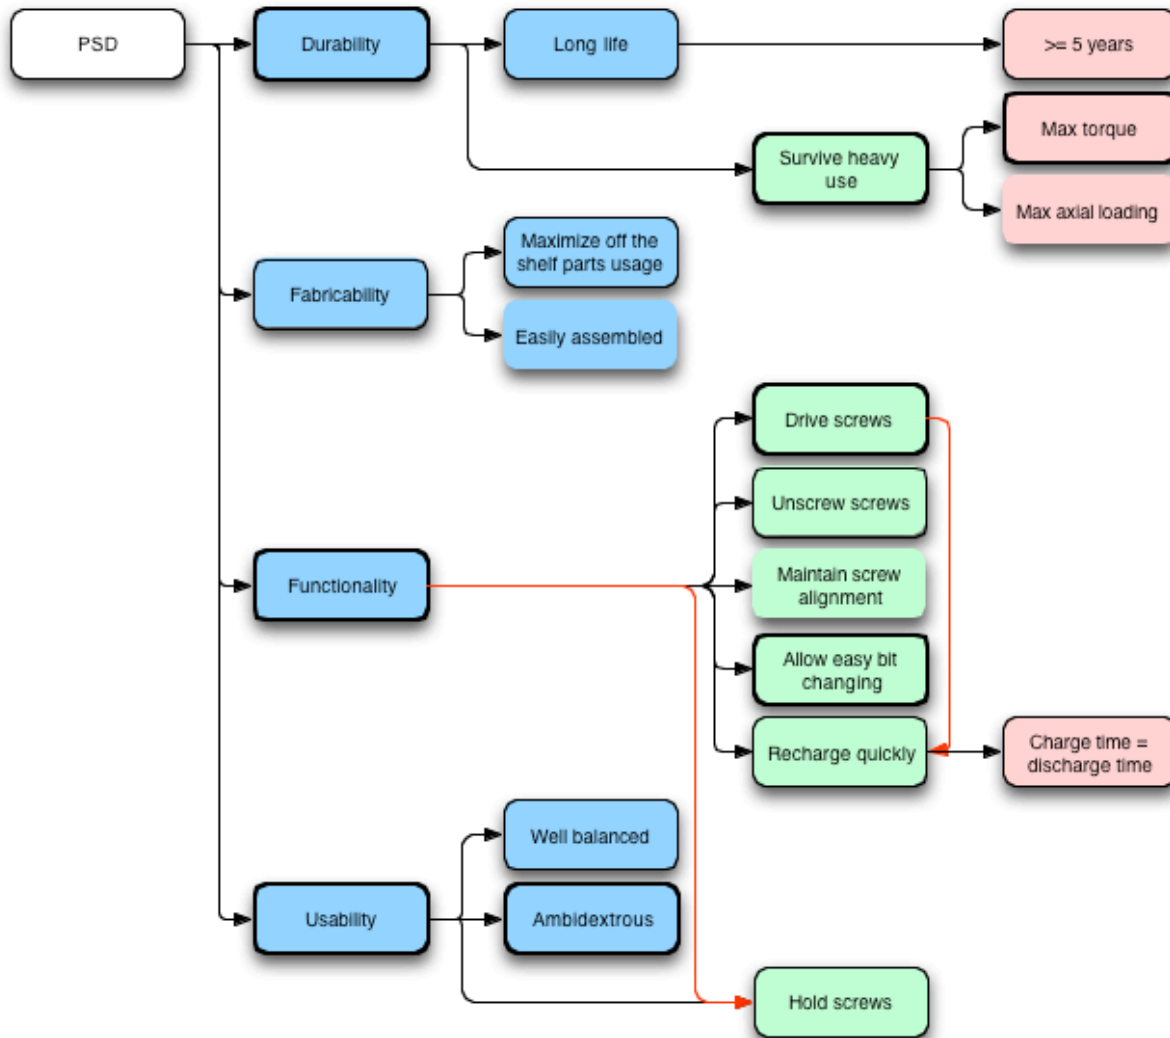 PSD
Durability
Long life
>= 5 years
Max torque
Survive heavy
use
Max axial loading
Maximize off the
shelf parts usage
Fabricability
Easily assembled
Drive screws
Unscrew screws
Functionality
Maintain screw
alignment
Allow easy bit
changing
Recharge quickly
Charge time =
discharge time
Well balanced
Usability
Ambidextrous
Hold screws